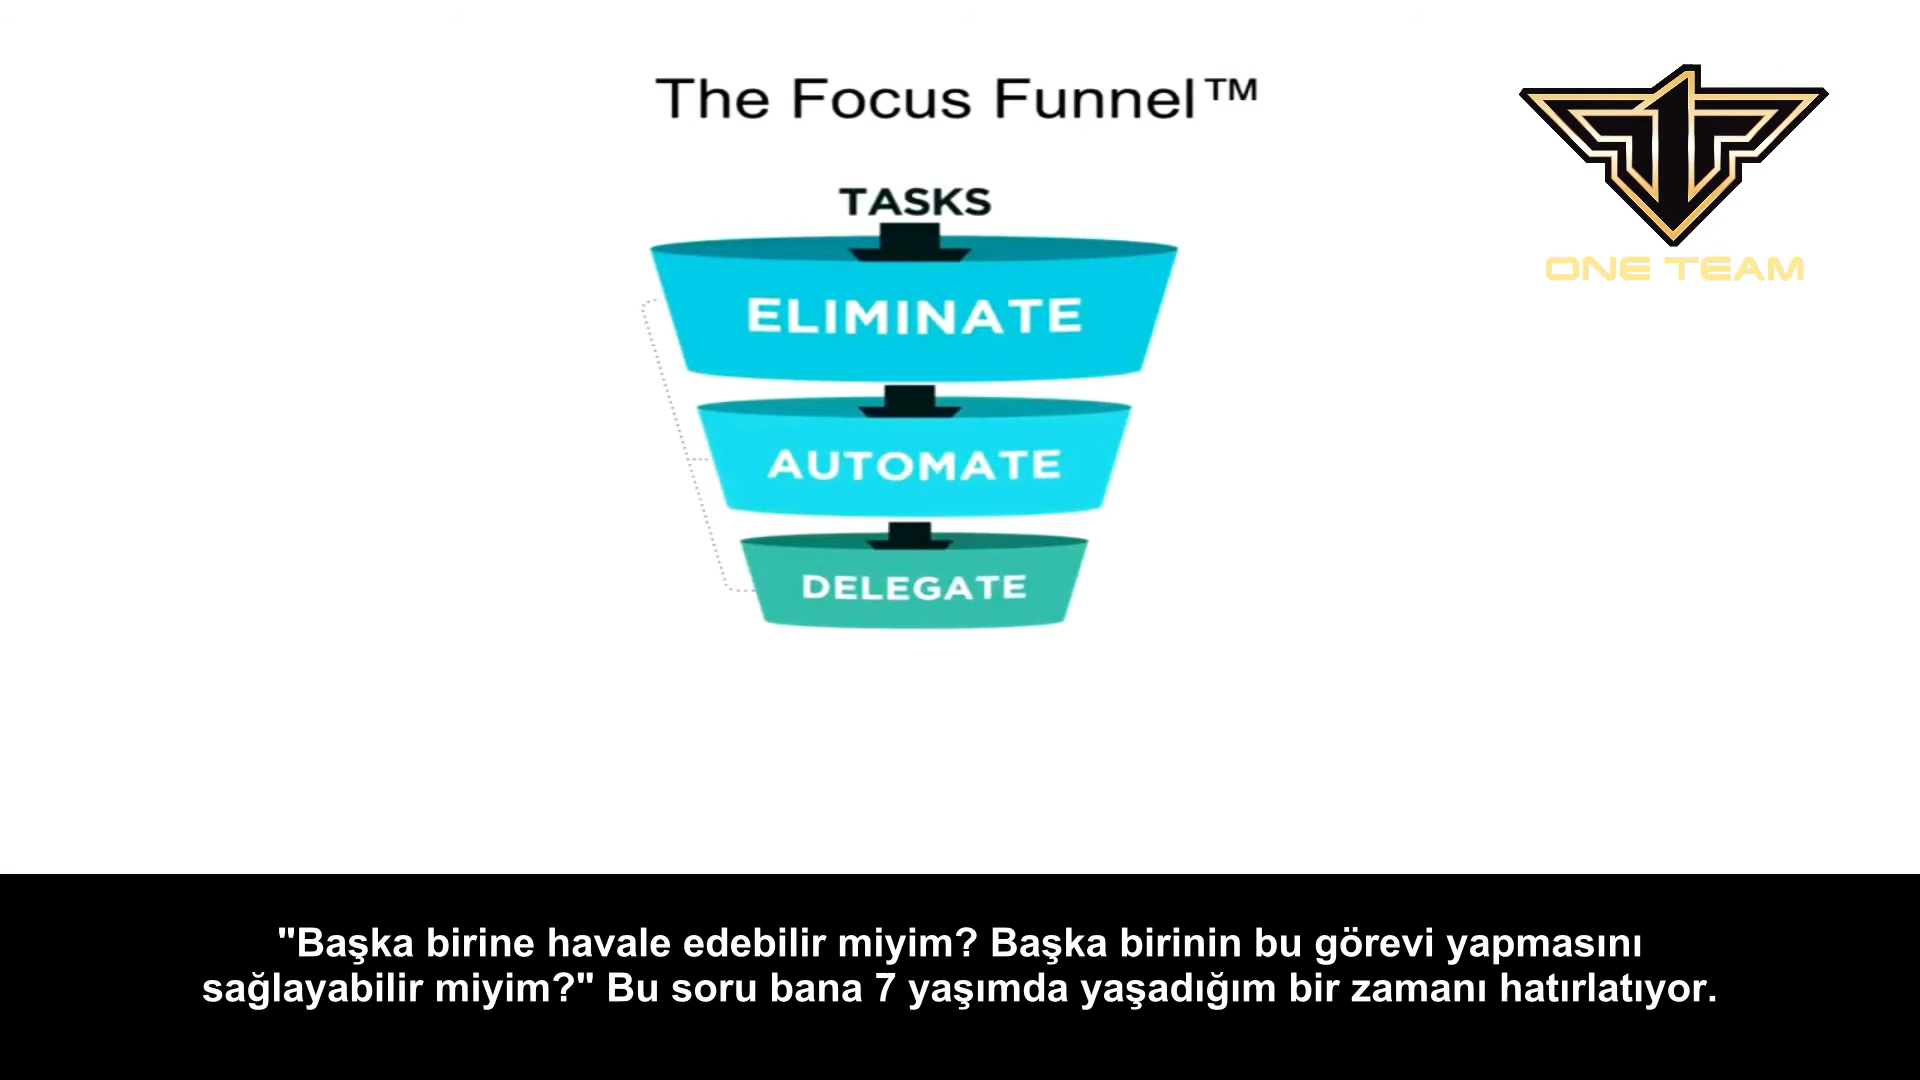 The Focus Funnel™
TASKS
ELIMINATE
AUTOMATE
DELEGATE
ONE TEAM
"Başka birine havale edebilir miyim? Başka birinin bu görevi yapmasını
sağlayabilir miyim?" Bu soru bana 7 yaşımda yaşadığım bir zamanı hatırlatıyor.